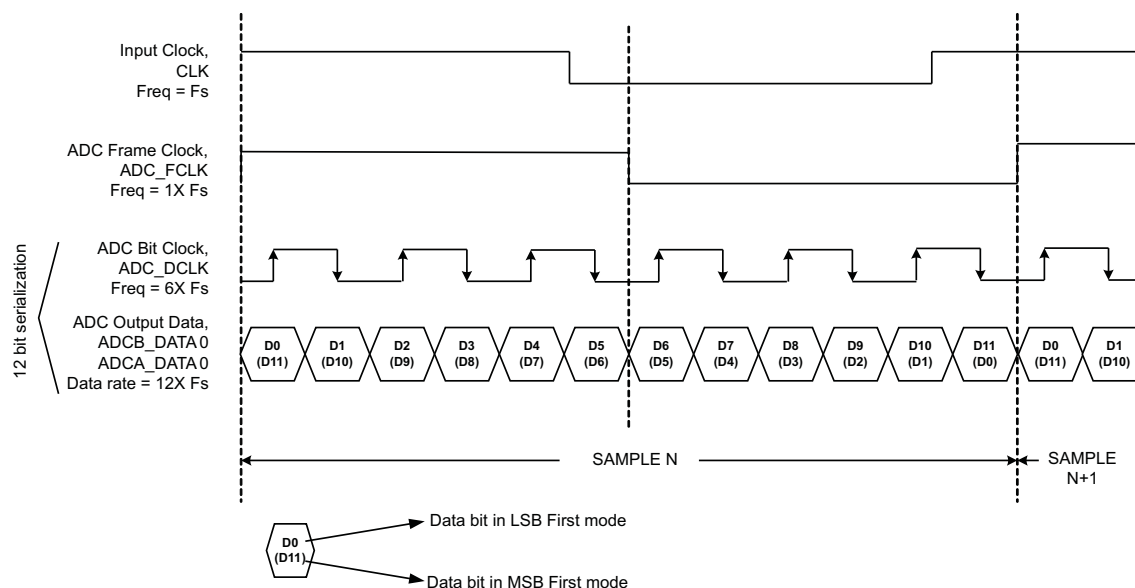 Input Clock,
CLK
Freq = Fs
ADC Frame Clock,
ADC_FCLK
Freq = 1X Fs
12 bit serialization
ADC Bit Clock,
ADC_DCLK
Freq = 6X Fs
ADC Output Data,
ADCB_DATA0
ADCA_DATA0
Data rate = 12X Fs
D0 D1 D2 D3 D4 D5 D6 D7 D8 D9 D10 D11 D0 D1
(D11) (D10) (D9) (D8) (D7) (D6) (D5) (D4) (D3) (D2) (D1) (D0) (D11) (D10)
SAMPLE N
SAMPLE
N+1
Data bit in LSB First mode
D0
(D11)
Data bit in MSB First mode